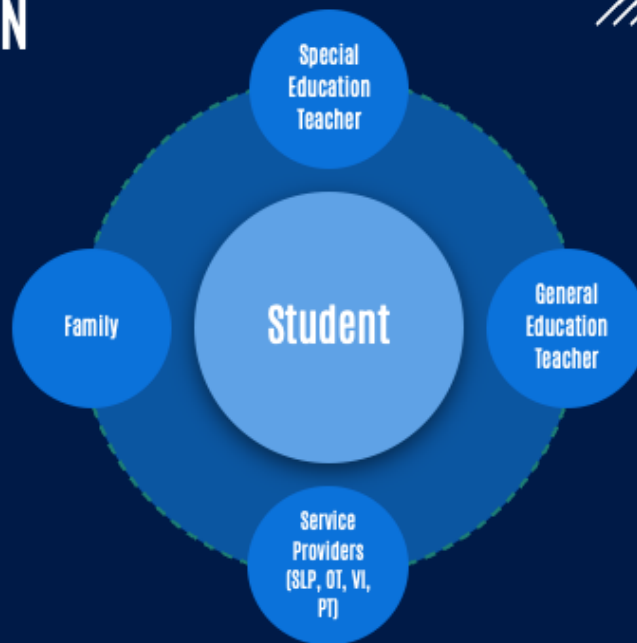 N
Special
Education
Teacher
Family
Student
General
Education
Teacher
Service
Providers
(SLP, OT, VI,
PT)